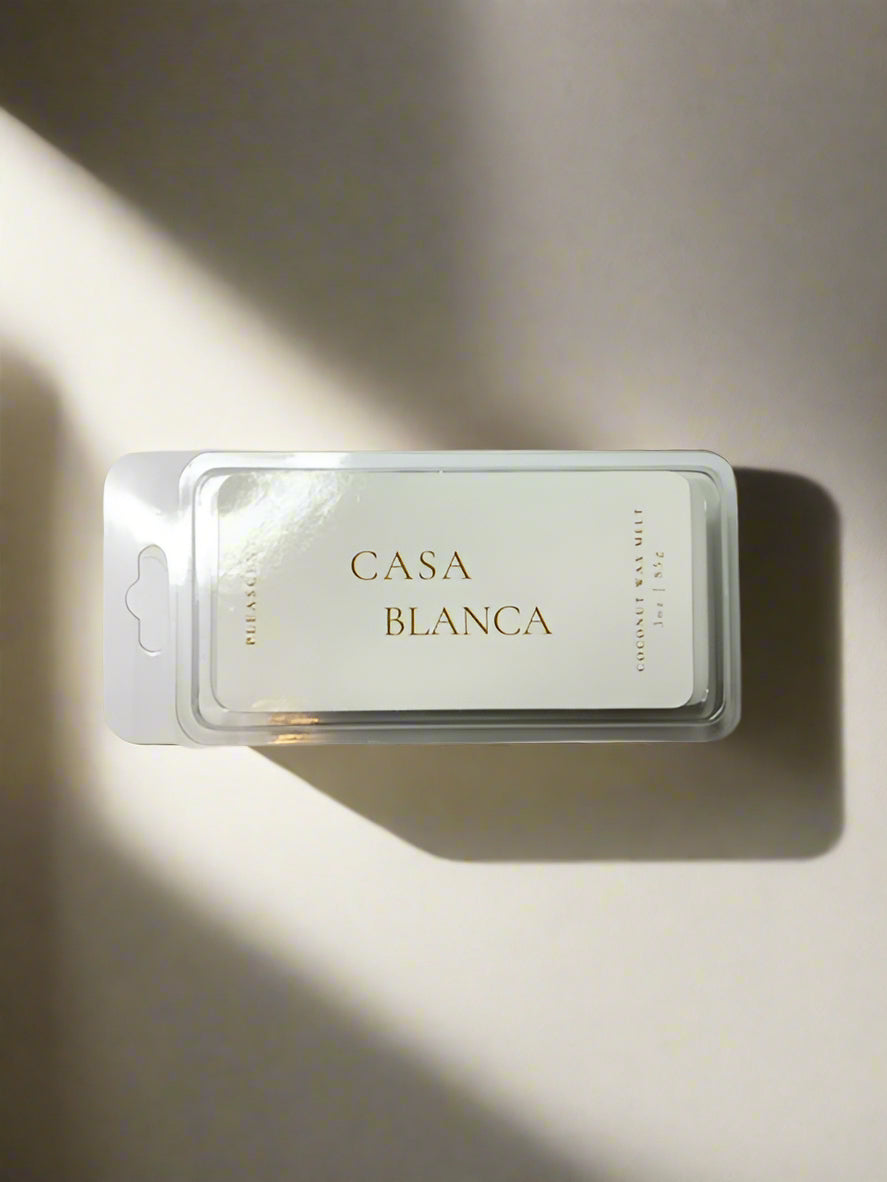 CASA
BLANCA
COCONUT WAX MELT
3oz | 85g